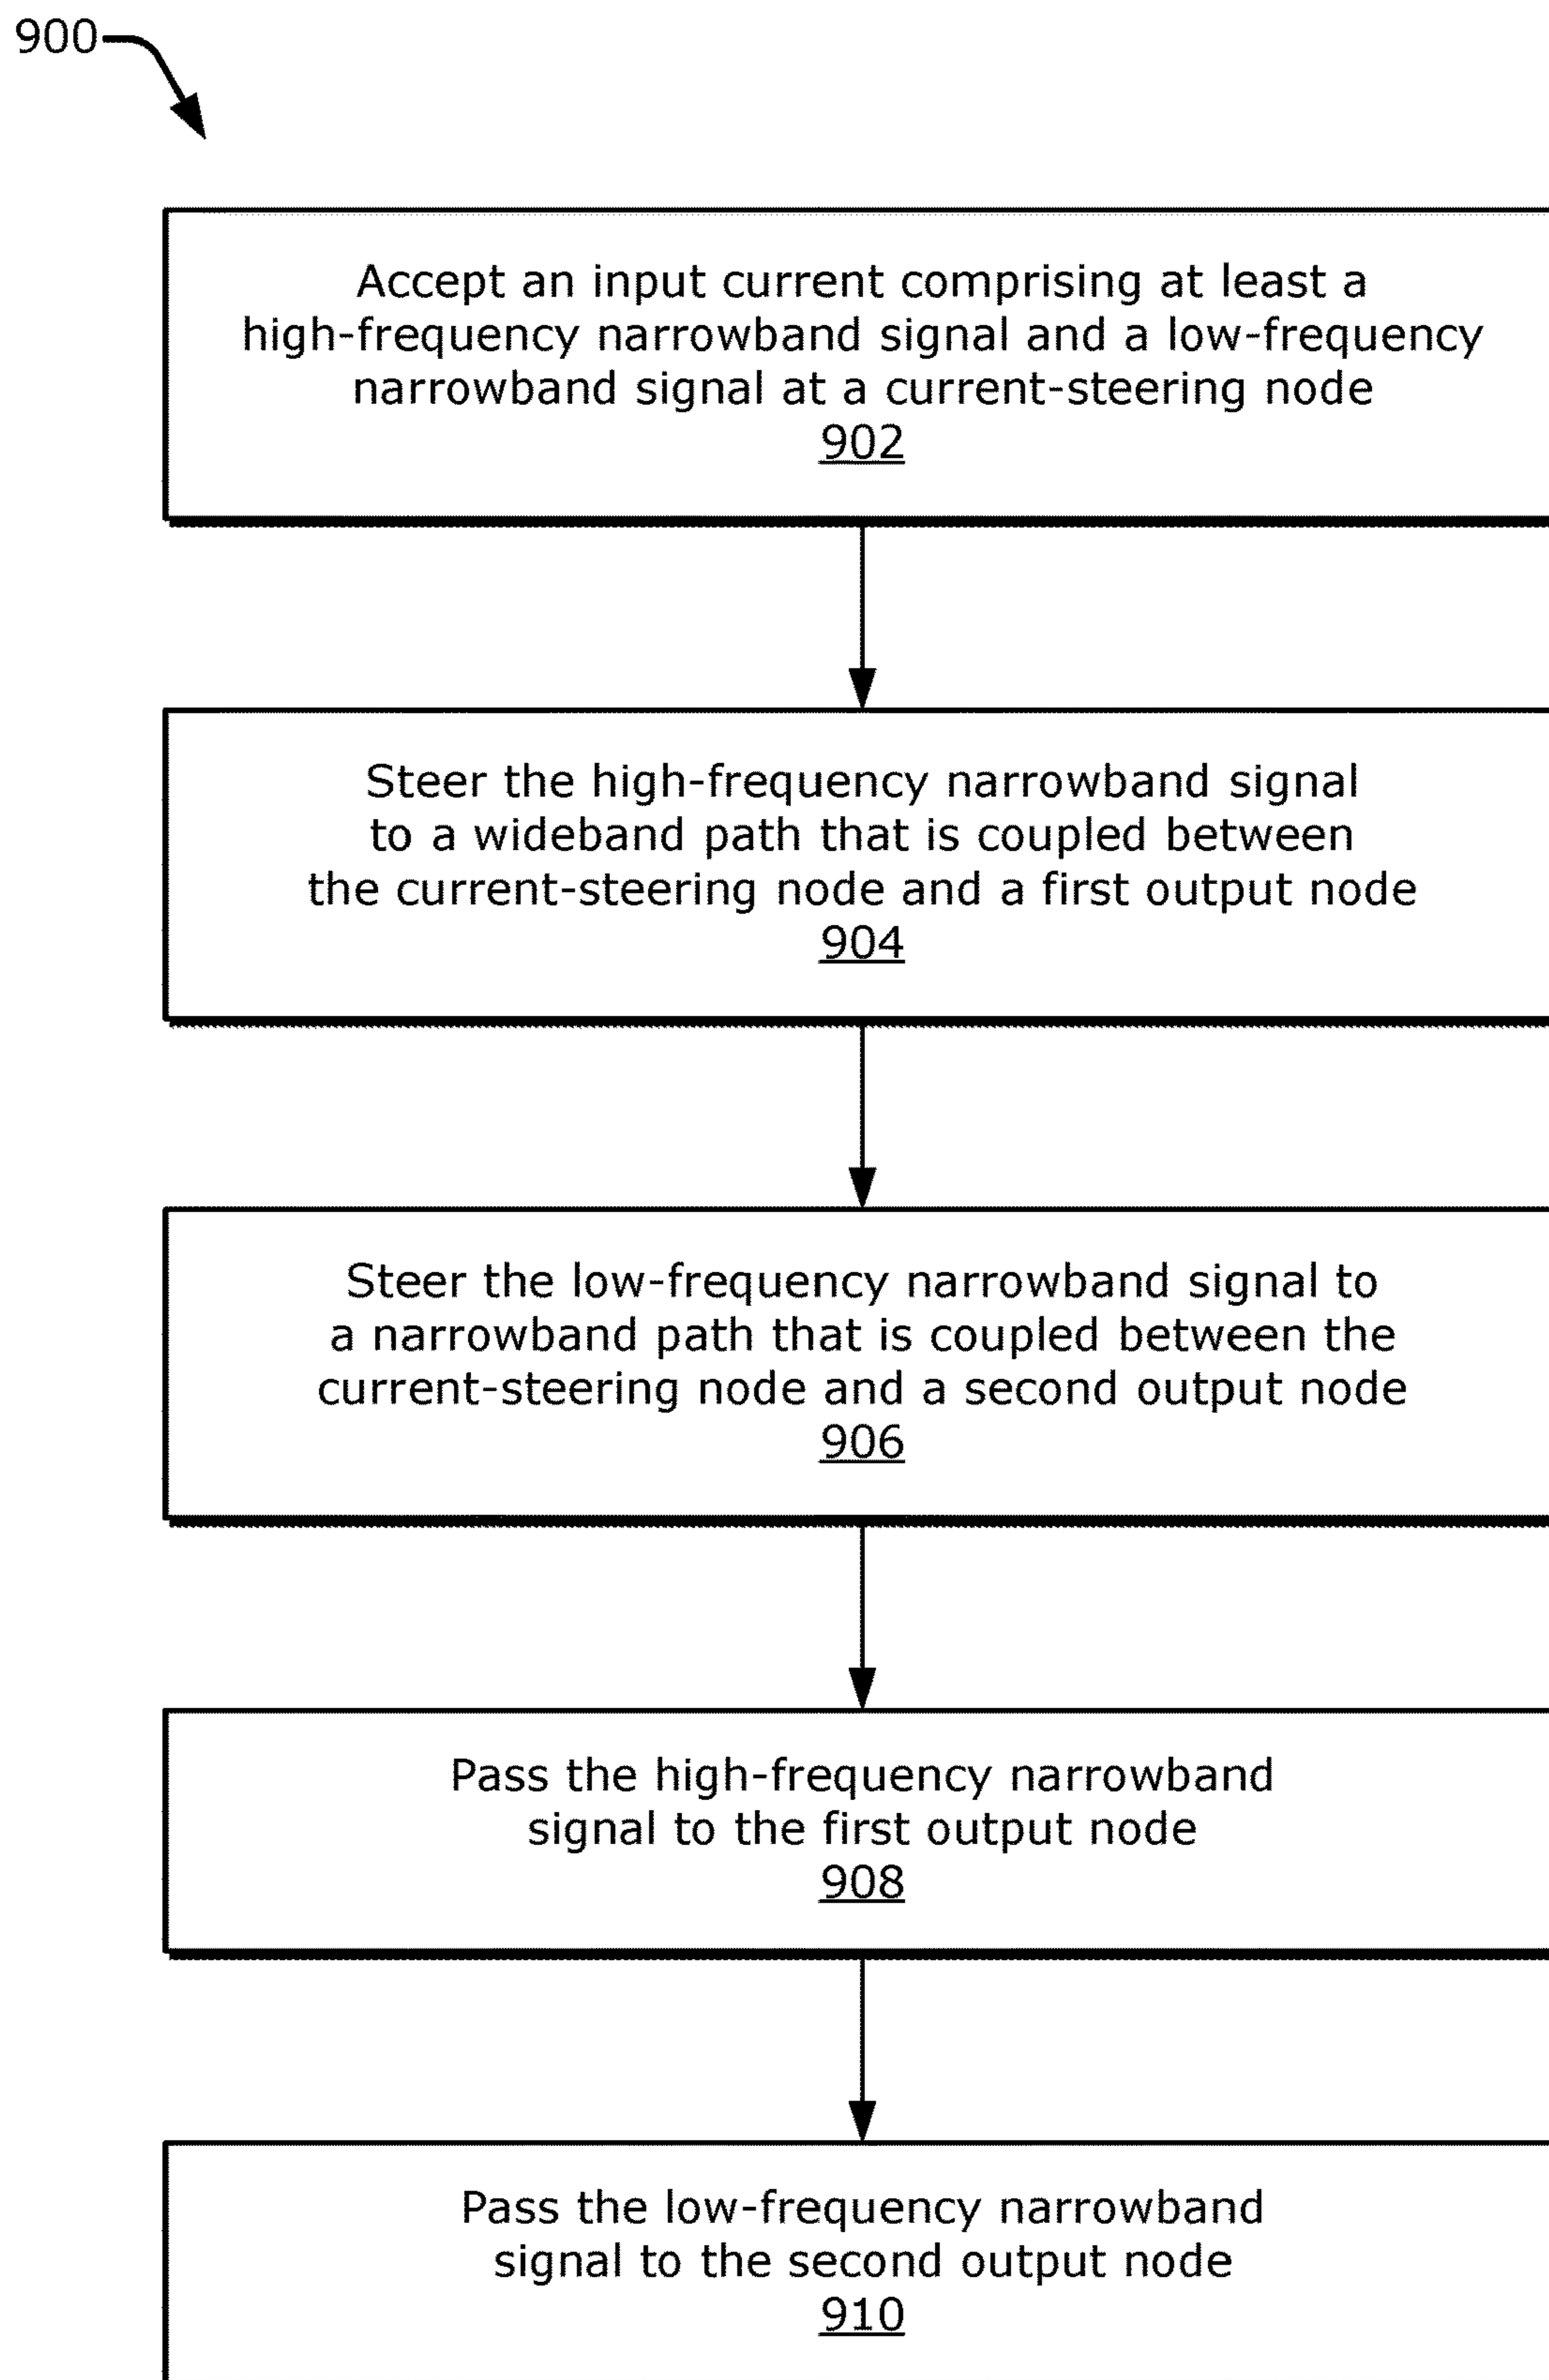 900
Accept an input current comprising at least a
high-frequency narrowband signal and a low-frequency
narrowband signal at a current-steering node
902
Steer the high-frequency narrowband signal
to a wideband path that is coupled between
the current-steering node and a first output node
904
Steer the low-frequency narrowband signal to
a narrowband path that is coupled between the
current-steering node and a second output node
906
Pass the high-frequency narrowband
signal to the first output node
908
Pass the low-frequency narrowband
signal to the second output node
910